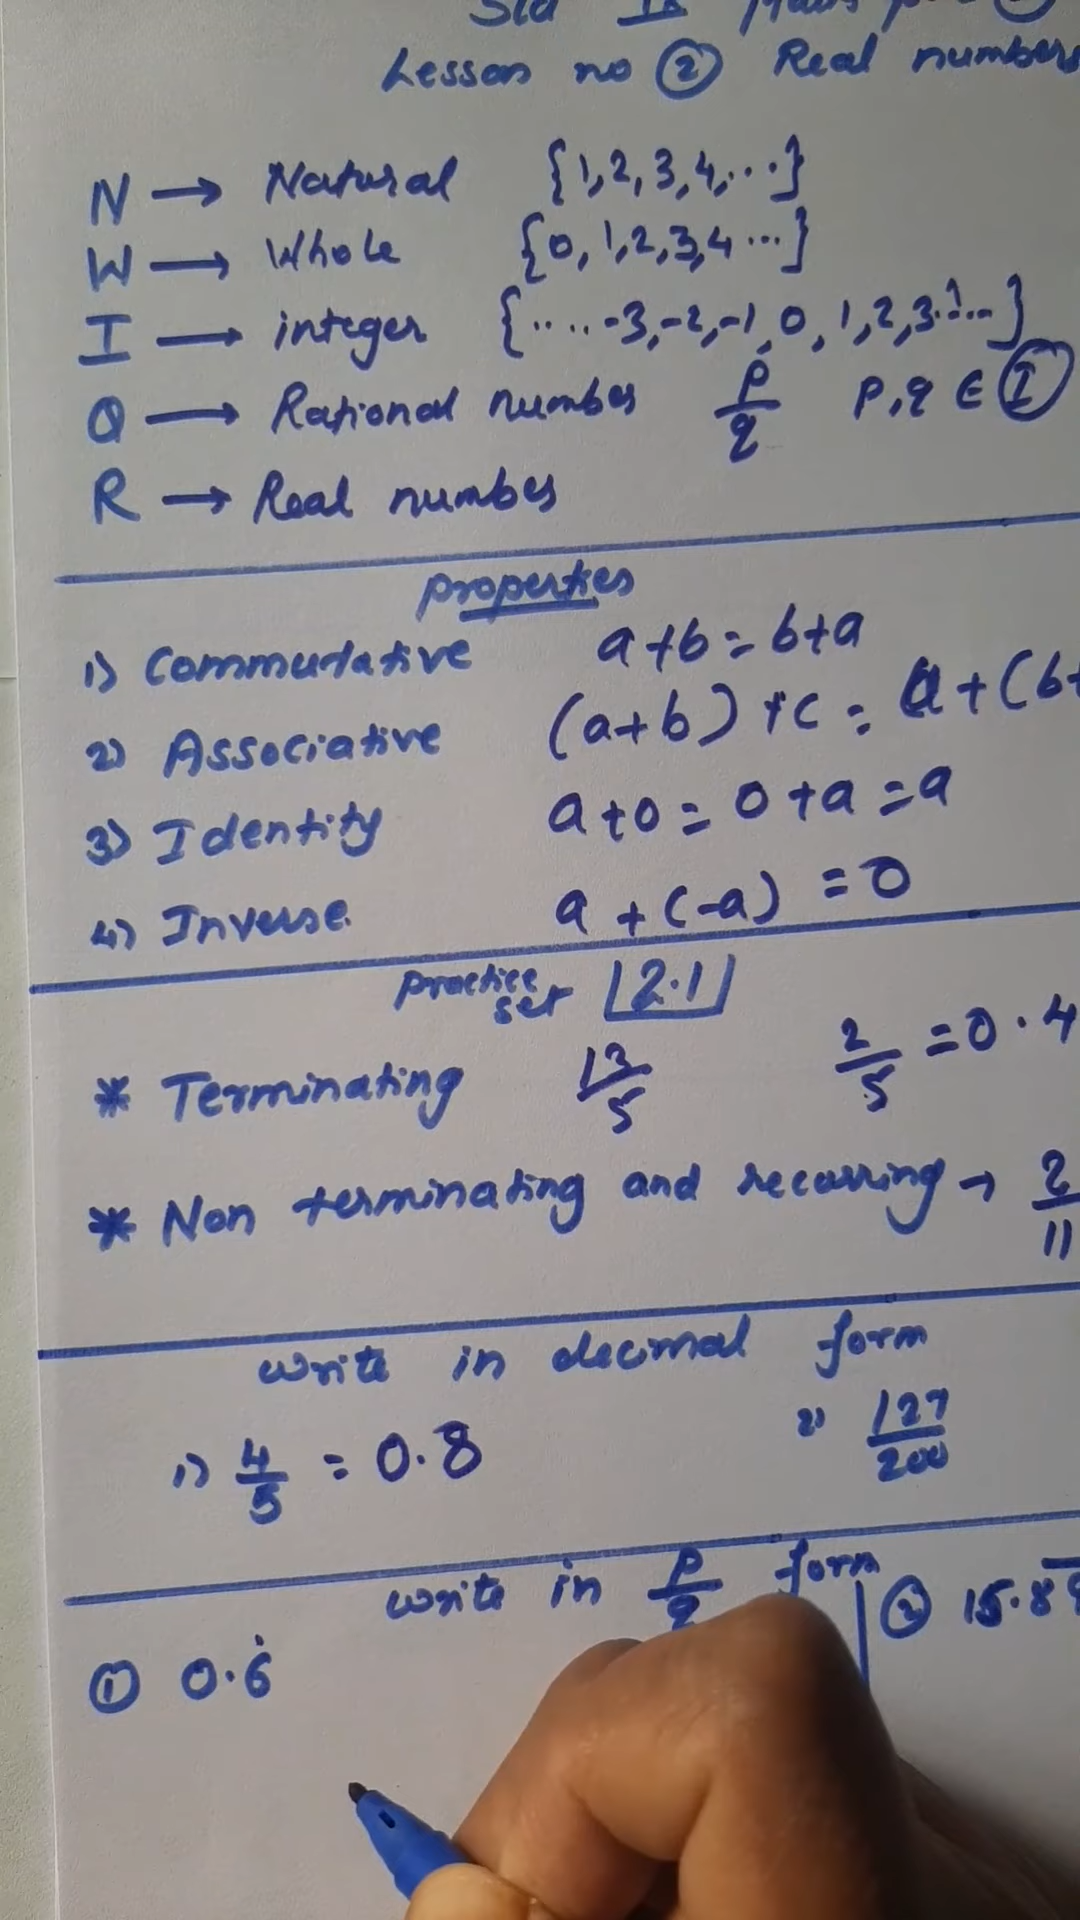 Lesson no ② Real numbers
N → Natural {1,2,3,4,...}
W → Whole {0,1,2,3,4...}
I → integer {.....-3,-2,-1,0,1,2,3.....}
Q → Rational number p/q p,q ∈ I
R → Real number
properties
1) Commutative a+b=b+a
2) Associative (a+b)+c = a+(b+
3) Identity a+0=0+a=a
4) Inverse a+(-a)=0
practice set 2.1
* Terminating 13/5 2/5 =0.4
* Non terminating and recurring → 2/11
write in decimal form
1) 4/5 = 0.8 2) 127/200
write in p/q form
① 0.6̇ ② 15.8